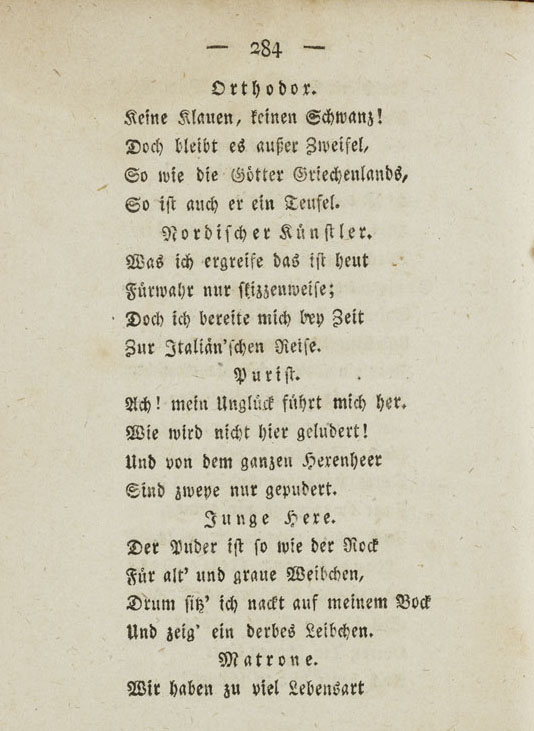 — 284 —
Orthodox.
Keine Klauen, keinen Schwanz!
Doch bleibt es außer Zweifel,
So wie die Götter Griechenlands,
So ist auch er ein Teufel.
Nordischer Künstler.
Was ich ergreife das ist heut
Fürwahr nur skizzenweise;
Doch ich bereite mich bey Zeit
Zur Italiän'schen Reise.
Purist.
Ach! mein Unglück führt mich her.
Wie wird nicht hier geludert!
Und von dem ganzen Hexenheer
Sind zweye nur gepudert.
Junge Hexe.
Der Puder ist so wie der Rock
Für alt' und graue Weibchen,
Drum sitz' ich nackt auf meinem Bock
Und zeig' ein derbes Leibchen.
Matrone.
Wir haben zu viel Lebensart